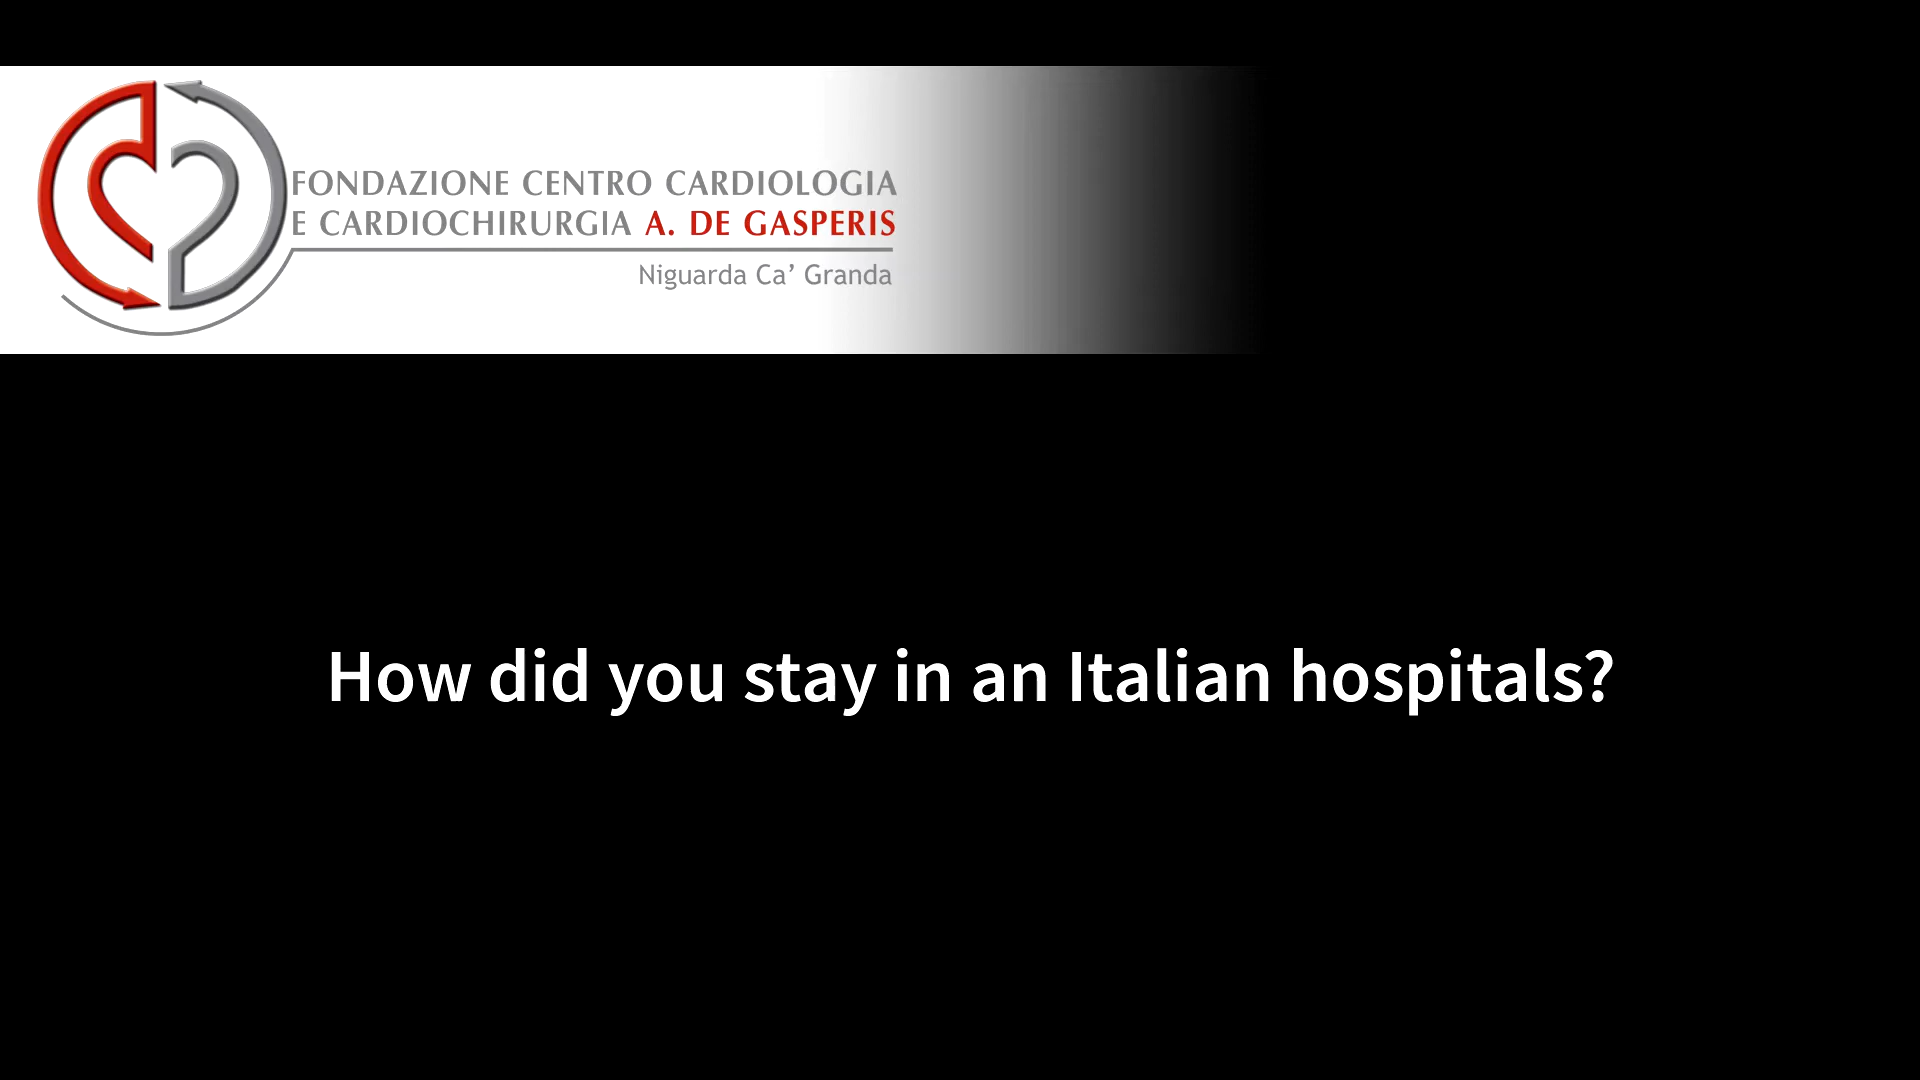 FONDAZIONE CENTRO CARDIOLOGIA
E CARDIOCHIRURGIA A. DE GASPERIS
Niguarda Ca’ Granda
How did you stay in an Italian hospitals?